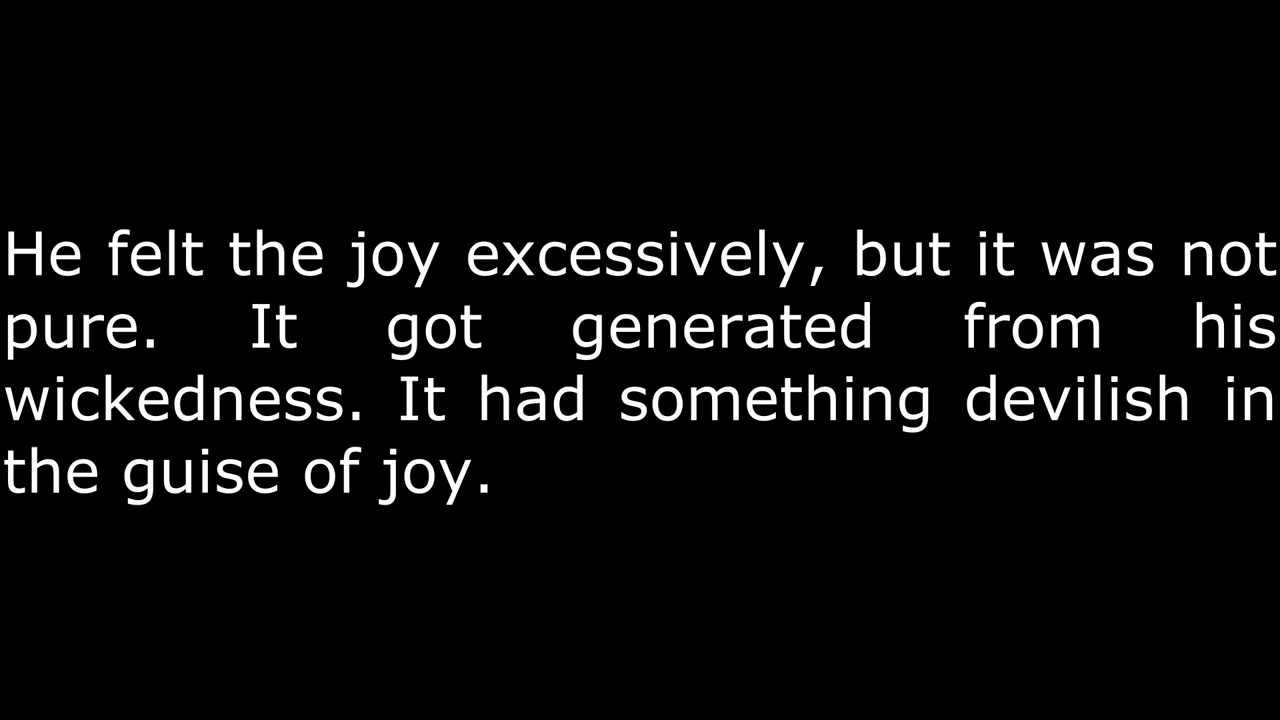 He felt the joy excessively, but it was not
pure. It got generated from his
wickedness. It had something devilish in
the guise of joy.